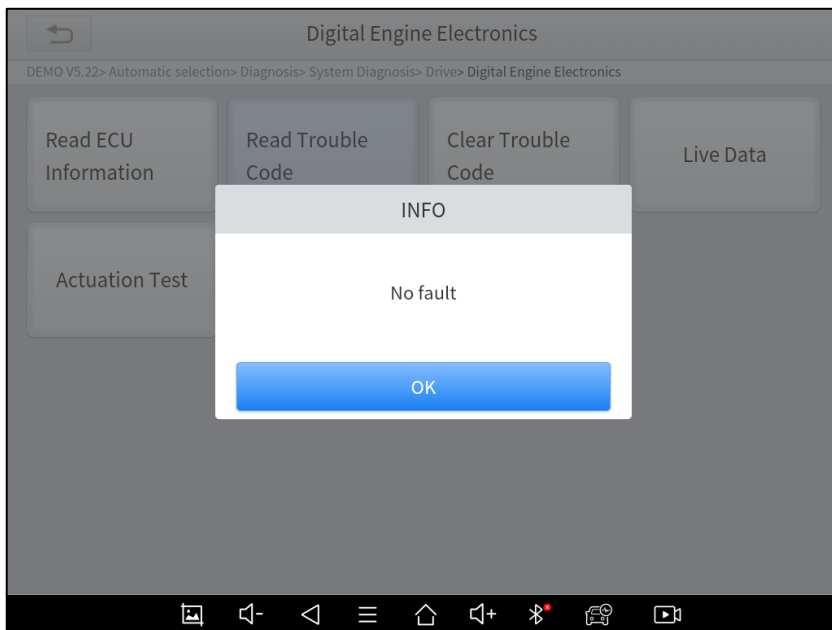 Digital Engine Electronics
DEMO V5.22> Automatic selection> Diagnosis> System Diagnosis> Drive> Digital Engine Electronics
Read ECU
Information
Read Trouble
Code
Clear Trouble
Code
Live Data
Actuation Test
INFO
No fault
OK